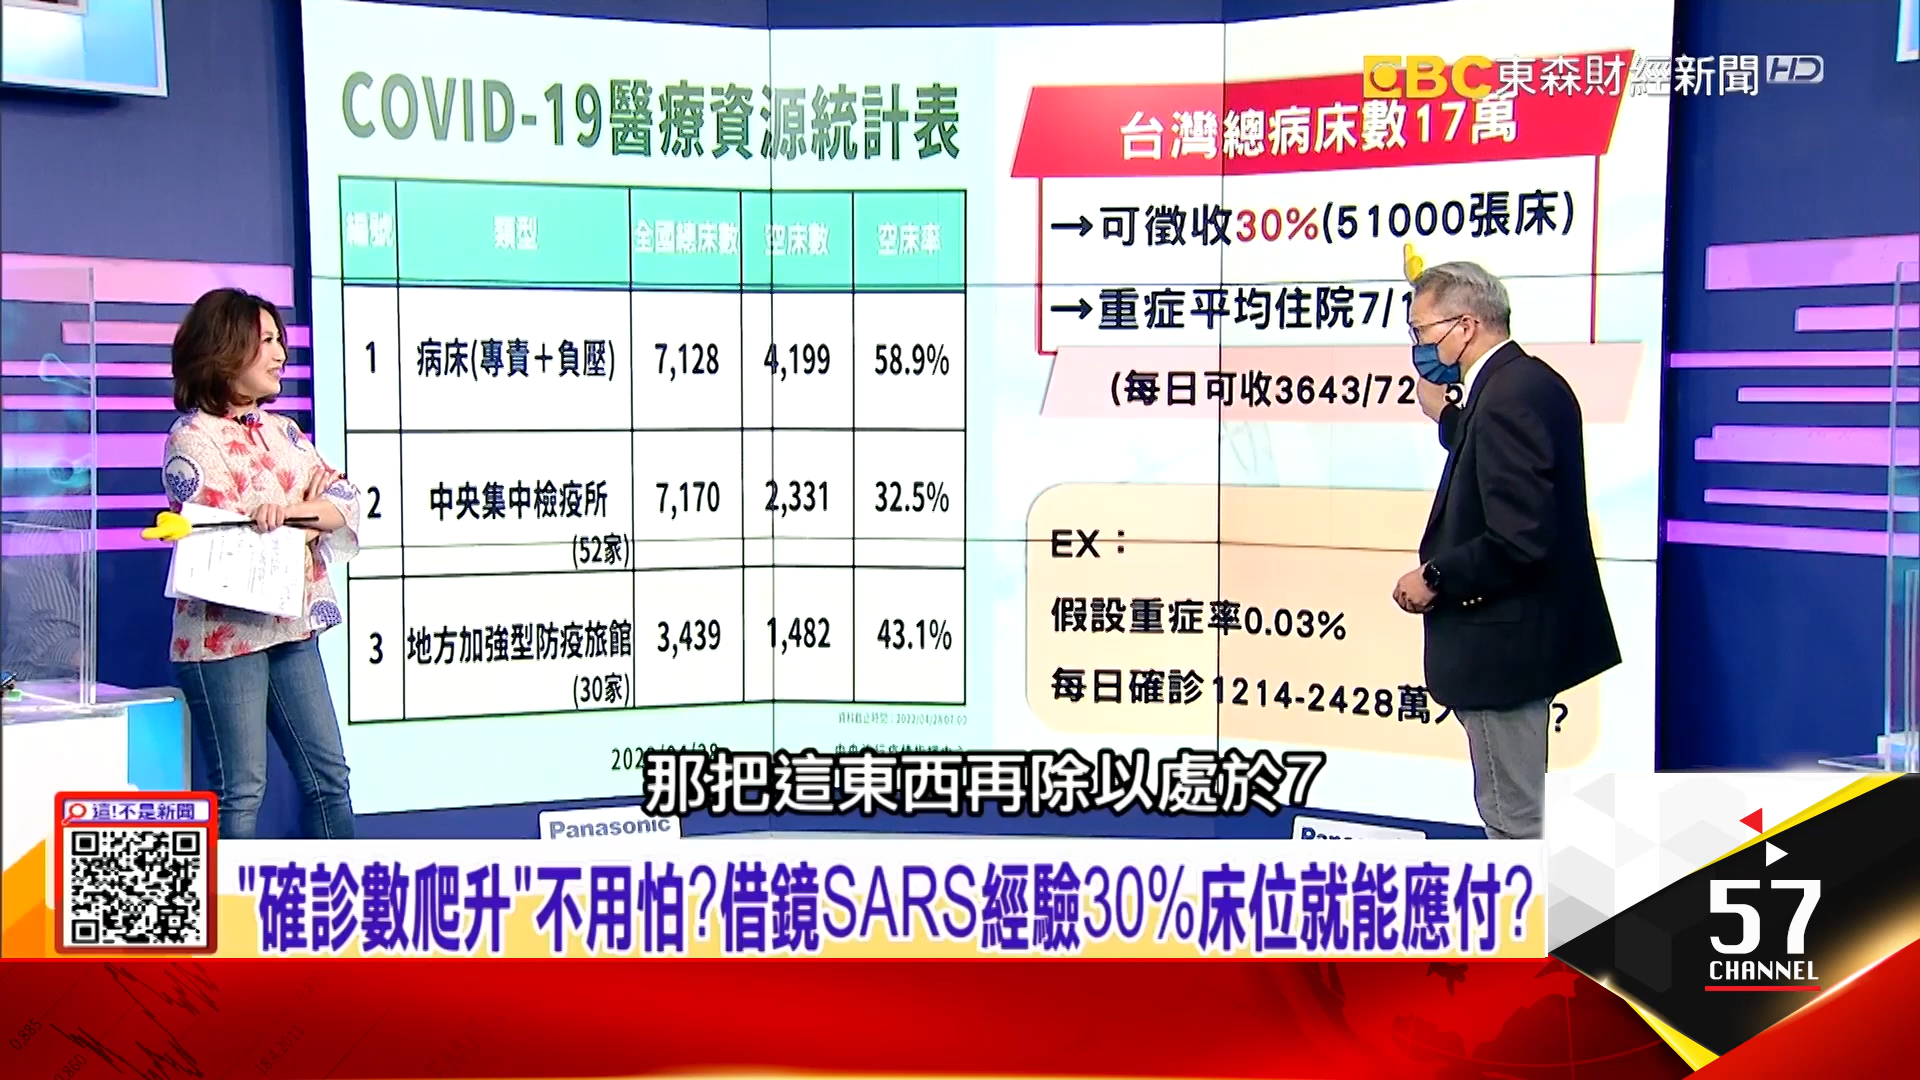 EBC東森財經新聞HD
COVID-19醫療資源統計表
編號 類型 全國總床數 空床數 空床率
1 病床(專責+負壓) 7,128 4,199 58.9%
2 中央集中檢疫所 7,170 2,331 32.5%
(52家)
3 地方加強型防疫旅館 3,439 1,482 43.1%
(30家)
台灣總病床數17萬
→可徵收30%(51000張床)
→重症平均住院7/1
(每日可收3643/72
EX：
假設重症率0.03%
每日確診1214-2428萬
?
那把這東西再除以處於7
Panasonic
這!不是新聞
"確診數爬升"不用怕?借鏡SARS經驗30%床位就能應付?
57
CHANNEL